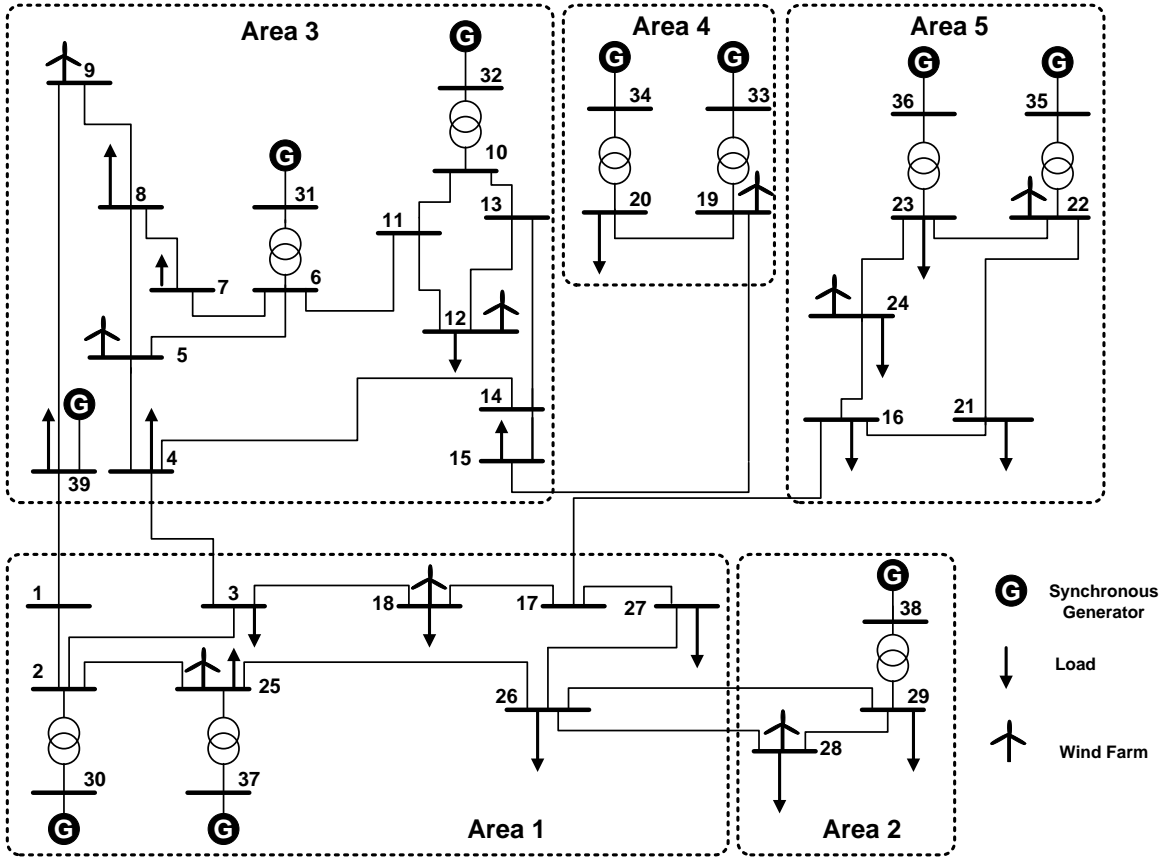 Area 3
Area 4
Area 5
G
32
9
10
8
G
31
11
13
7
6
12
5
14
G
39
4
15
G
34
G
33
20
19
G
36
G
35
23
22
24
16
21
1
3
18
17
27
2
25
26
30
G
37
G
Area 1
G
38
29
28
Area 2
G
Synchronous
Generator
Load
Wind Farm